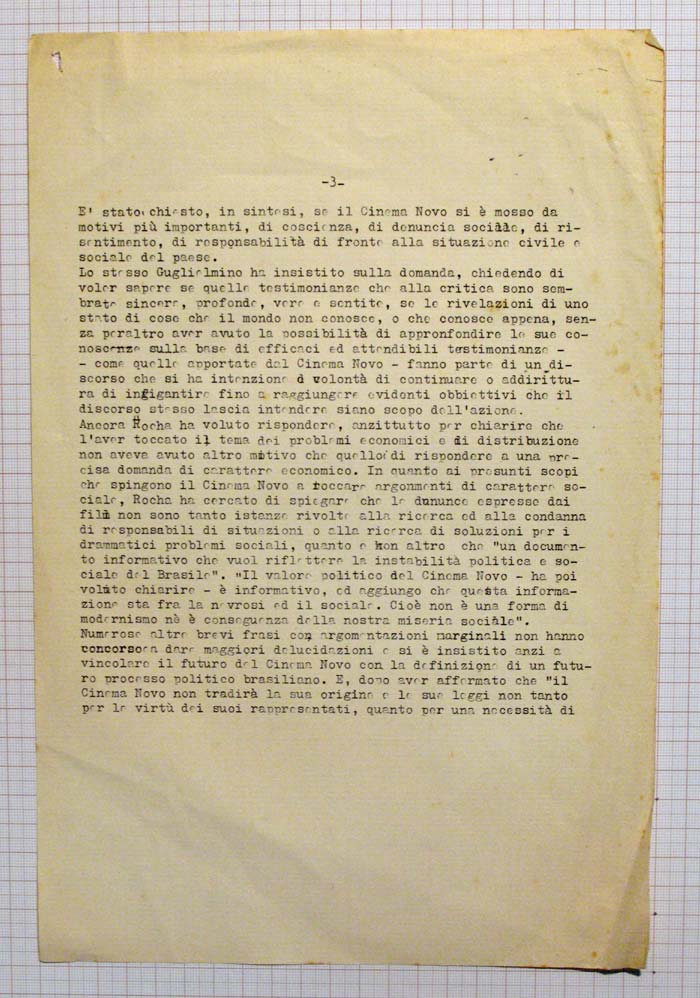 -3-
E' stato chiesto, in sintesi, se il Cinema Novo si è mosso da
motivi più importanti, di coscienza, di denuncia sociale, di ri-
sentimento, di responsabilità di fronte alla situazione civile e
sociale del paese.
Lo stesso Guglielmino ha insistito sulla domanda, chiedendo di
voler sapere se quelle testimonianze che alla critica sono sem-
brate sincere, profonde, vere e sentite, se le rivelazioni di uno
stato di cose che il mondo non conosce, o che conosce appena, sen-
za peraltro aver avuto la possibilità di appronfondire le sue co-
noscenze sulla base di efficaci ed attendibili testimonianze -
- come quelle apportate dal Cinema Novo - fanno parte di un di-
scorso che si ha intenzione d volontà di continuare o addirittu-
ra di ingigantire fino a raggiungere evidenti obbiettivi che il
discorso stesso lascia intendere siano scopo dell'azione.
Ancora Rocha ha voluto rispondere, anzittutto per chiarire che
l'aver toccato il tema dei problemi economici e di distribuzione
non aveva avuto altro motivo che quello di rispondere a una pre-
cisa domanda di carattere economico. In quanto ai presunti scopi
che spingono il Cinema Novo a toccare argonmenti di carattere so-
ciale, Rocha ha cercato di spiegare che le dununce espresse dai
film non sono tanto istanze rivolte alla ricerca ed alla condanna
di responsabili di situazioni o alla ricerca di soluzioni per i
drammatici problemi sociali, quanto e non altro che "un documen-
to informativo che vuol riflettere la instabilità politica e so-
ciale del Brasile". "Il valore politico del Cinema Novo - ha poi
voluto chiarire - è informativo, ed aggiungo che questa informa-
zione sta fra la nevrosi ed il sociale. Cioè non è una forma di
modernismo nè è conseguenza della nostra miseria sociale".
Numerose altre brevi frasi con argomentazioni marginali non hanno
concorso a dare maggiori delucidazioni e si è insistito anzi a
vincolare il futuro del Cinema Novo con la definizione di un futu-
ro processo politico brasiliano. E, dopo aver affermato che "il
Cinema Novo non tradirà la sua origine e le sue leggi non tanto
per le virtù dei suoi rappresentati, quanto per una necessità di